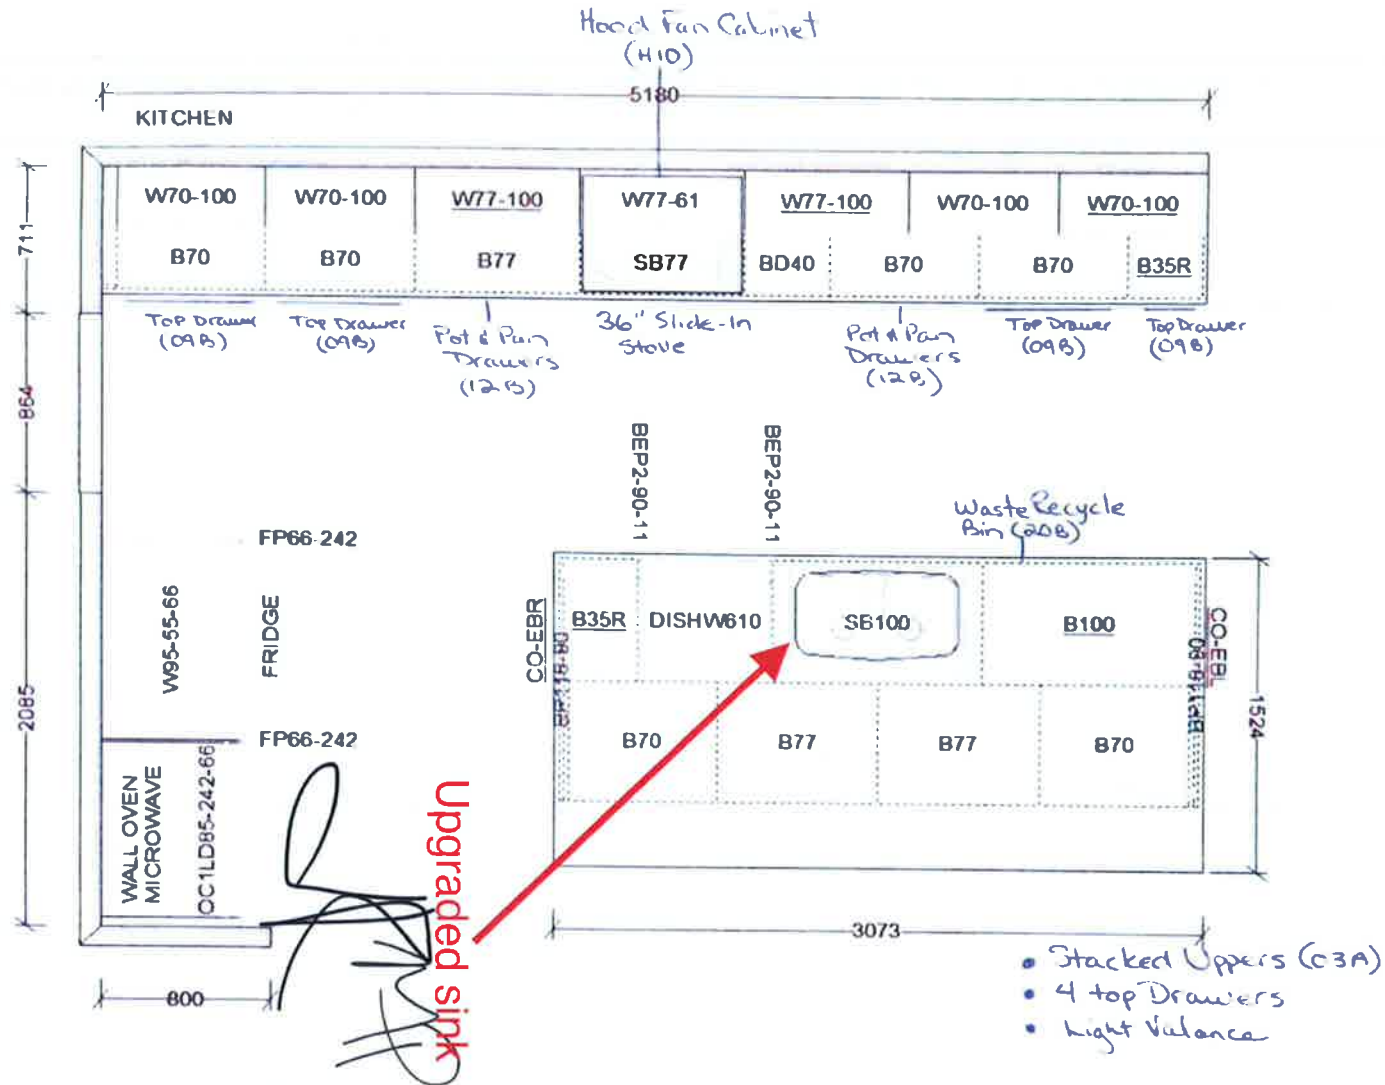 Hood Fan Cabinet
(H10)
5180
KITCHEN
W70-100 W70-100 W77-100 W77-61 W77-100 W70-100 W70-100
B70 B70 B77 SB77 BD40 B70 B70 B35R
711
Top Drawer
(09B)
Top Drawer
(09B)
Pot & Pan
Drawers
(12B)
36" Slide-In
Stove
Pot & Pan
Drawers
(12B)
Top Drawer
(09B)
Top Drawer
(09B)
864
BEP2-90-11
BEP2-90-11
Waste Recycle
Bin (20B)
FP66-242
W95-55-66
FRIDGE
FP66-242
2085
CO-EBR
B35R DISHW610 SB100 B100
CO-EBL
B70 B77 B77 B70
1524
WALL OVEN
MICROWAVE
OC1LD85-242-66
Upgraded sink
3073
800
• Stacked Uppers (C3A)
• 4 top Drawers
• Light Valance